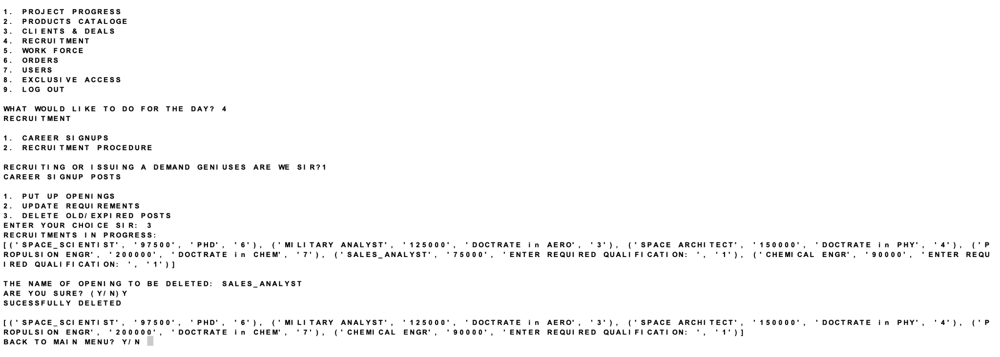 1. PROJECT PROGRESS
2. PRODUCTS CATALOGE
3. CLIENTS & DEALS
4. RECRUITMENT
5. WORK FORCE
6. ORDERS
7. USERS
8. EXCLUSIVE ACCESS
9. LOG OUT
WHAT WOULD LIKE TO DO FOR THE DAY? 4
RECRUITMENT
1. CAREER SIGNUPS
2. RECRUITMENT PROCEDURE
RECRUITING OR ISSUING A DEMAND GENIUSES ARE WE SIR?1
CAREER SIGNUP POSTS
1. PUT UP OPENINGS
2. UPDATE REQUIREMENTS
3. DELETE OLD/EXPIRED POSTS
ENTER YOUR CHOICE SIR: 3
RECRUITMENTS IN PROGRESS:
[('SPACE_SCIENTIST', '97500', 'PHD', '6'), ('MILITARY ANALYST', '125000', 'DOCTRATE in AERO', '3'), ('SPACE ARCHITECT', '150000', 'DOCTRATE in PHY', '4'), ('P
ROPULSION ENGR', '200000', 'DOCTRATE in CHEM', '7'), ('SALES_ANALYST', '75000', 'ENTER REQUIRED QUALIFICATION: ', '1'), ('CHEMICAL ENGR', '90000', 'ENTER REQU
IRED QUALIFICATION: ', '1')]
THE NAME OF OPENING TO BE DELETED: SALES_ANALYST
ARE YOU SURE? (Y/N)Y
SUCESSFULLY DELETED
[('SPACE_SCIENTIST', '97500', 'PHD', '6'), ('MILITARY ANALYST', '125000', 'DOCTRATE in AERO', '3'), ('SPACE ARCHITECT', '150000', 'DOCTRATE in PHY', '4'), ('P
ROPULSION ENGR', '200000', 'DOCTRATE in CHEM', '7'), ('CHEMICAL ENGR', '90000', 'ENTER REQUIRED QUALIFICATION: ', '1')]
BACK TO MAIN MENU? Y/N